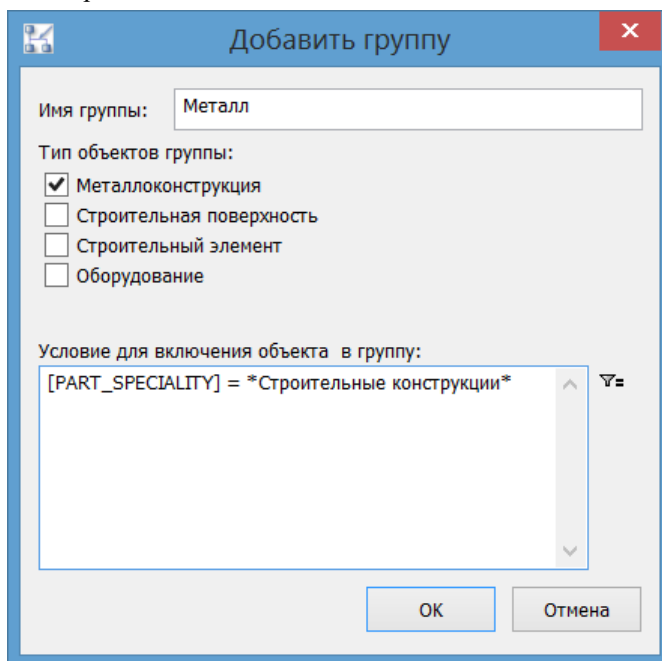 Добавить группу
Имя группы: Металл
Тип объектов группы:
Металлоконструкция
Строительная поверхность
Строительный элемент
Оборудование
Условие для включения объекта в группу:
[PART_SPECIALITY] = *Строительные конструкции*
OK Отмена